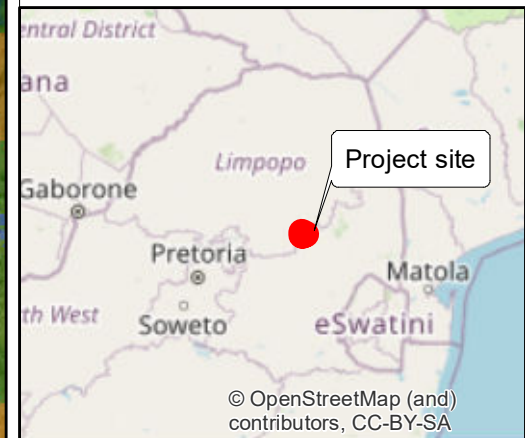 entral District
ana
Limpopo
Project site
Gaborone
Pretoria
Matola
th West
Soweto
eSwatini
© OpenStreetMap (and)
contributors, CC-BY-SA